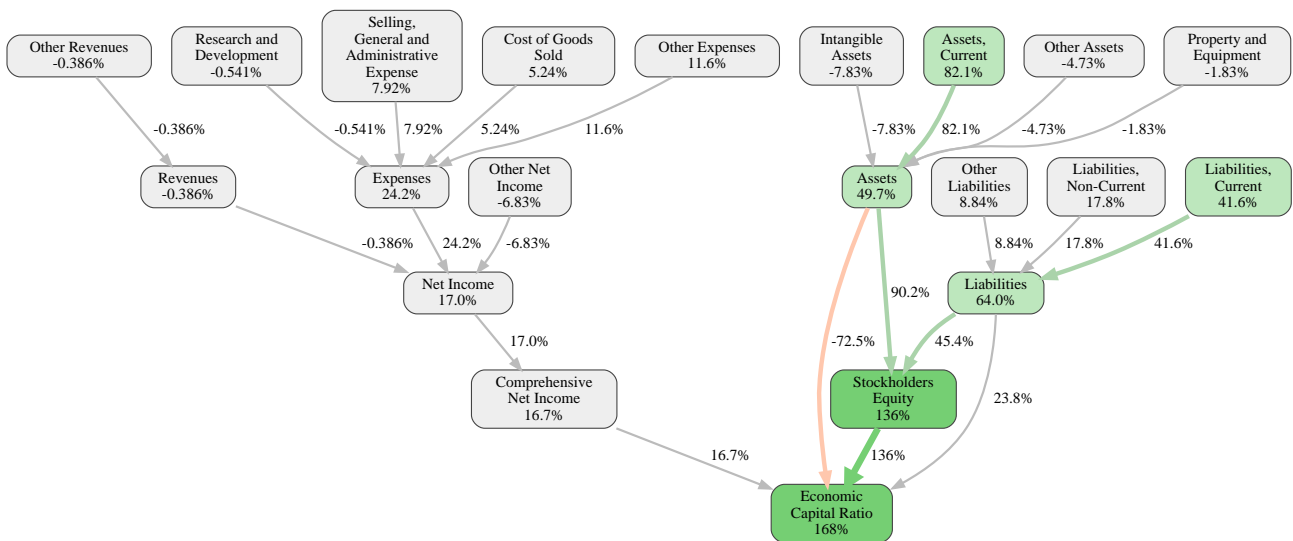 Other Revenues
-0.386%
Research and
Development
-0.541%
Selling,
General and
Administrative
Expense
7.92%
Cost of Goods
Sold
5.24%
Other Expenses
11.6%
Intangible
Assets
-7.83%
Assets,
Current
82.1%
Other Assets
-4.73%
Property and
Equipment
-1.83%
-0.386%
-0.541%
7.92%
5.24%
11.6%
-7.83%
82.1%
-4.73%
-1.83%
Revenues
-0.386%
Expenses
24.2%
Other Net
Income
-6.83%
Assets
49.7%
Other
Liabilities
8.84%
Liabilities,
Non-Current
17.8%
Liabilities,
Current
41.6%
-0.386%
24.2%
-6.83%
8.84%
17.8%
41.6%
Net Income
17.0%
90.2%
Liabilities
64.0%
17.0%
-72.5%
45.4%
Comprehensive
Net Income
16.7%
Stockholders
Equity
136%
23.8%
16.7%
136%
Economic
Capital Ratio
168%